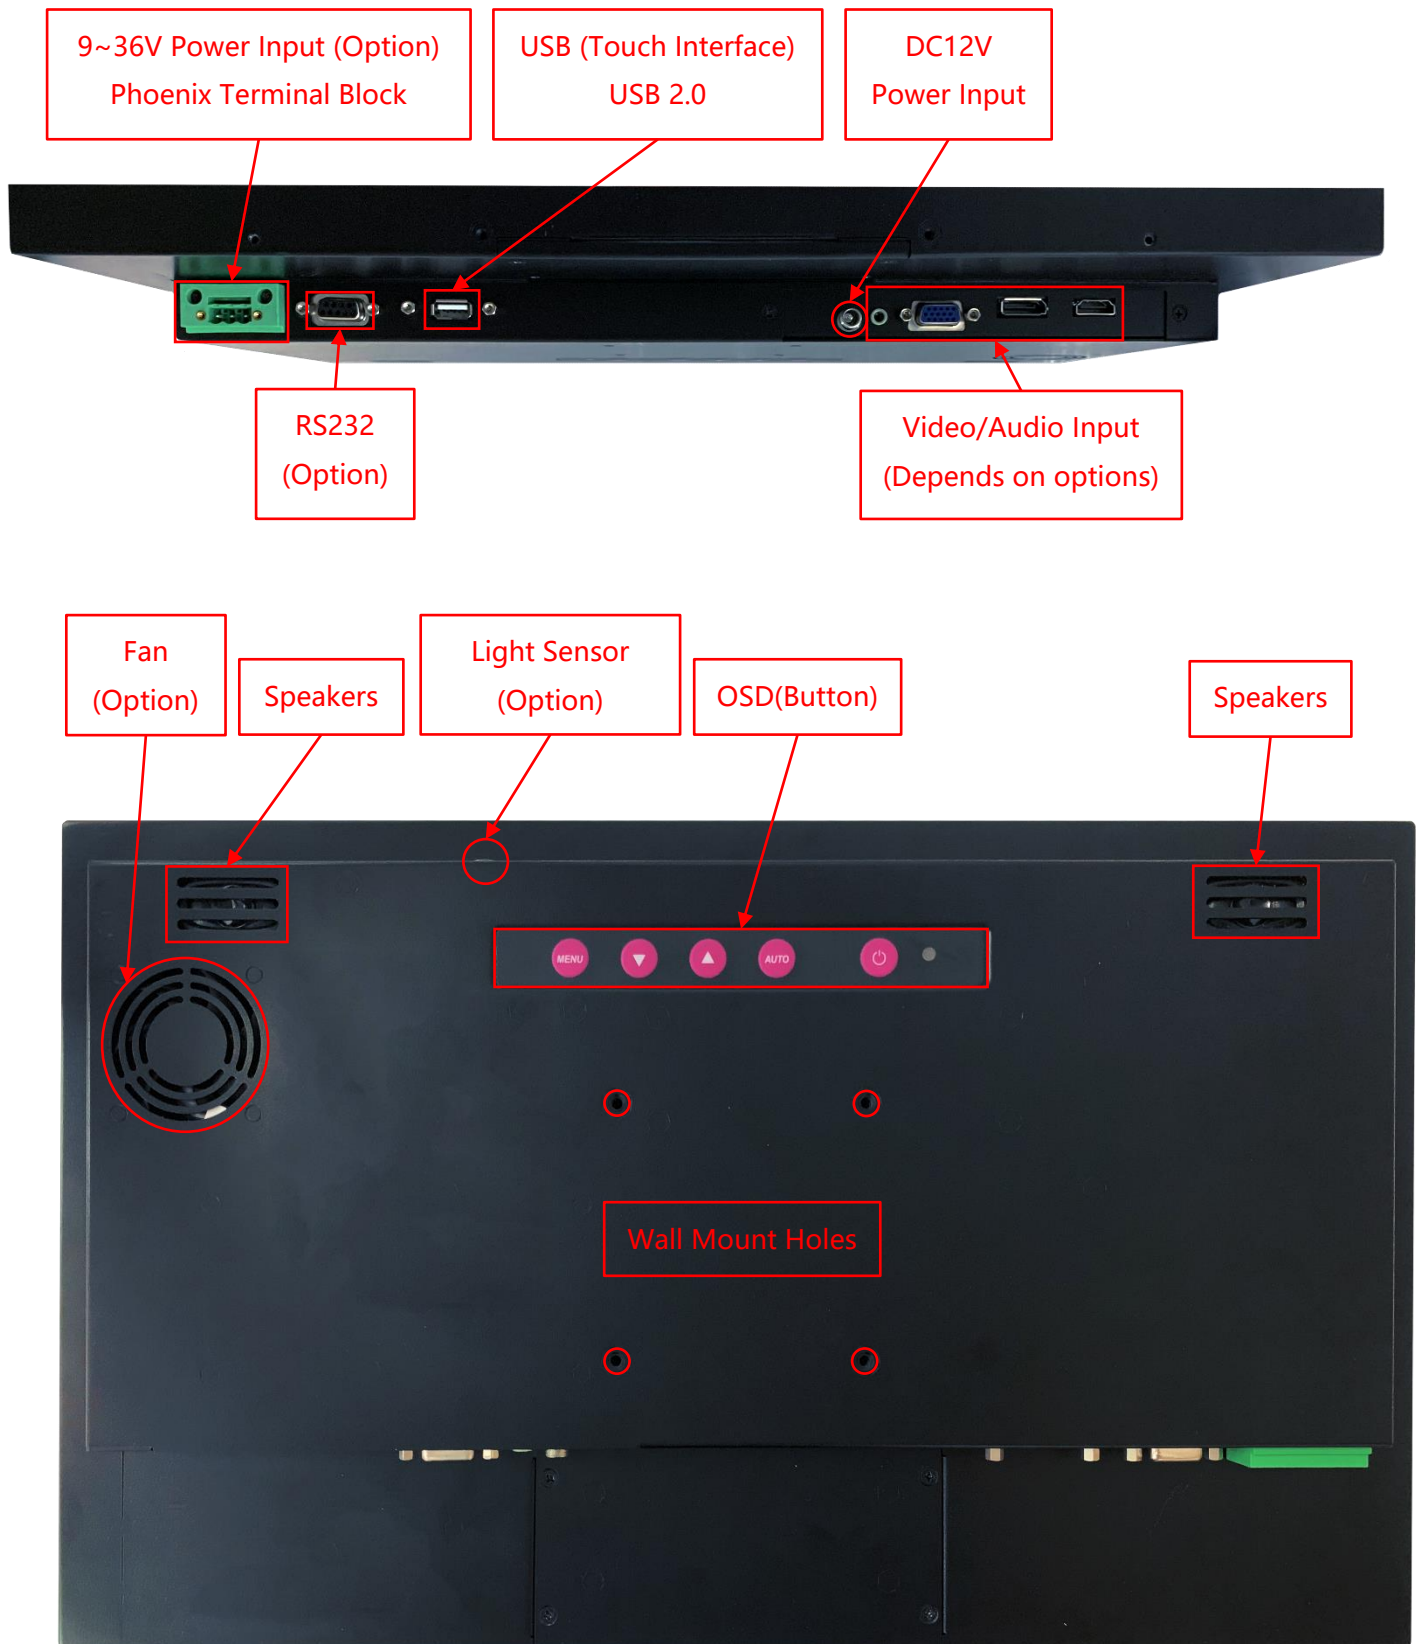 9~36V Power Input (Option)
Phoenix Terminal Block
USB (Touch Interface)
USB 2.0
DC12V
Power Input
RS232
(Option)
Video/Audio Input
(Depends on options)
Fan
(Option)
Speakers
Light Sensor
(Option)
OSD(Button)
Speakers
MENU
AUTO
Wall Mount Holes